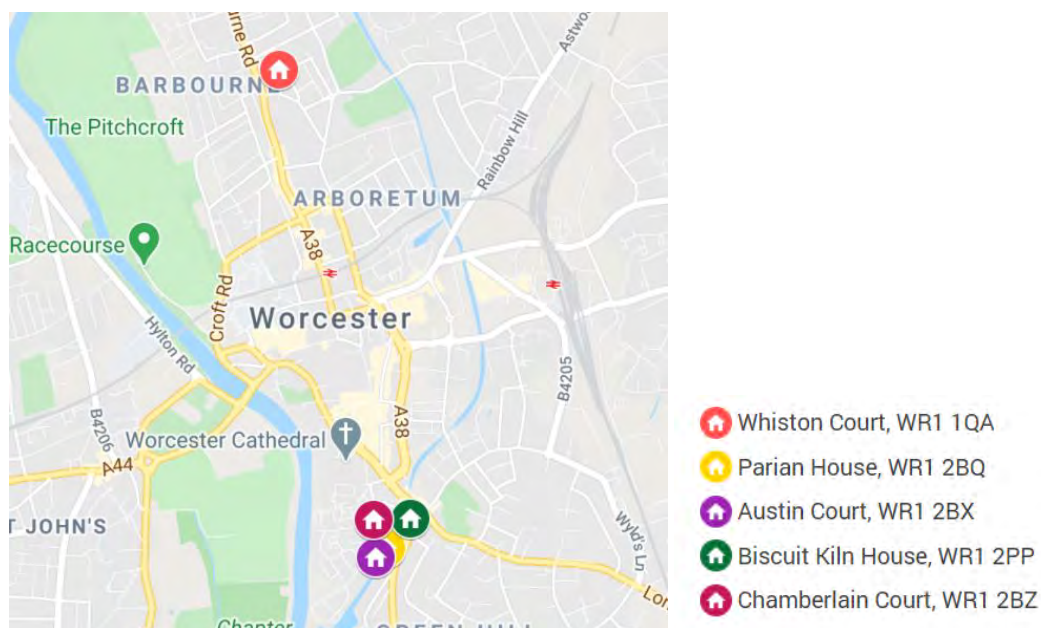 urne Rd
Astwo
BARBOURNE
The Pitchcroft
Rainbow Hill
ARBORETUM
A38
Racecourse
Croft Rd
Worcester
Hylton Rd
B4205
B4206
A38
Worcester Cathedral
A44
T JOHN'S
Wyld's Ln
Lon
Chapter
GREEN HILL
Whiston Court, WR1 1QA
Parian House, WR1 2BQ
Austin Court, WR1 2BX
Biscuit Kiln House, WR1 2PP
Chamberlain Court, WR1 2BZ